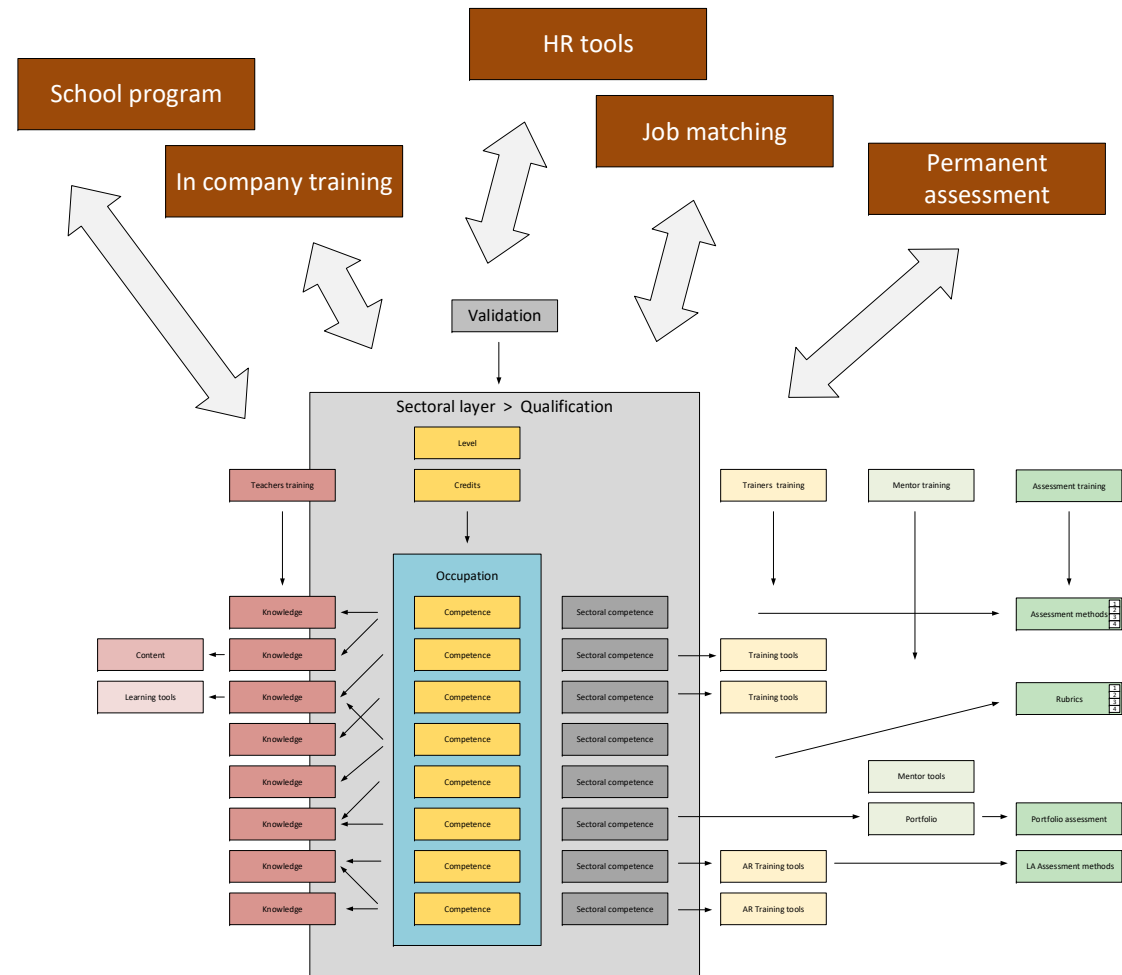 HR tools
School program
Job matching
In company training
Permanent
assessment
Validation
Sectoral layer > Qualification
Level
Teachers training
Credits
Trainers training
Mentor training
Assessment training
Occupation
Knowledge
Competence
Sectoral competence
Assessment methods
1
2
3
4
Content
Knowledge
Competence
Sectoral competence
Training tools
Learning tools
Knowledge
Competence
Sectoral competence
Training tools
Rubrics
1
2
3
4
Knowledge
Competence
Sectoral competence
Knowledge
Competence
Sectoral competence
Mentor tools
Knowledge
Competence
Sectoral competence
Portfolio
Portfolio assessment
Knowledge
Competence
Sectoral competence
AR Training tools
LA Assessment methods
Knowledge
Competence
Sectoral competence
AR Training tools